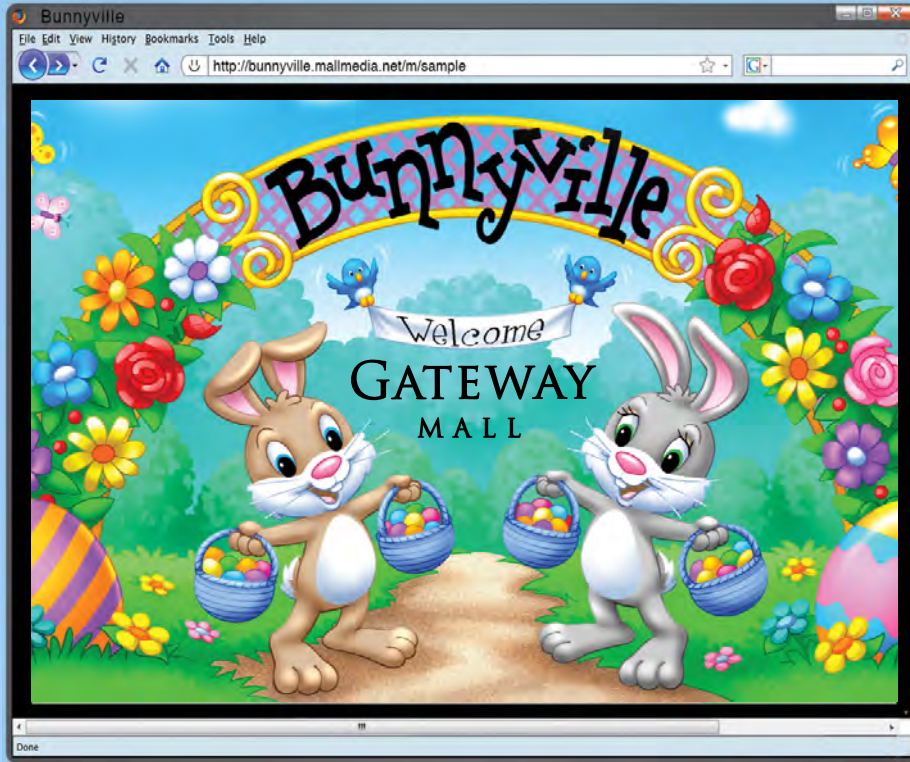 Bunnyville
File Edit View History Bookmarks Tools Help
http://bunnyville.mallmedia.net/m/sample
G
Bunnyville
Welcome
GATEWAY
MALL
Done